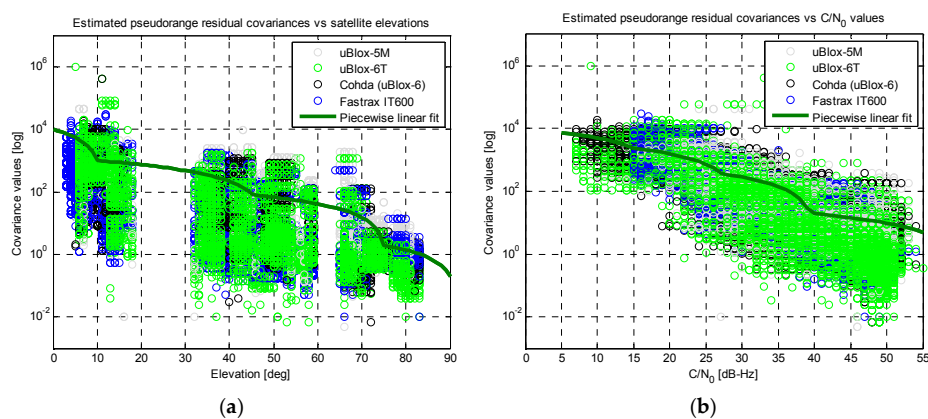 Estimated pseudorange residual covariances vs satellite elevations
uBlox-5M
uBlox-6T
Cohda (uBlox-6)
Fastrax IT600
Piecewise linear fit
Covariance values [log]
10^6
10^4
10^2
10^0
10^-2
0 10 20 30 40 50 60 70 80 90
Elevation [deg]
(a)
Estimated pseudorange residual covariances vs C/N_0 values
uBlox-5M
uBlox-6T
Cohda (uBlox-6)
Fastrax IT600
Piecewise linear fit
Covariance values [log]
10^6
10^4
10^2
10^0
10^-2
0 5 10 15 20 25 30 35 40 45 50 55
C/N_0 [dB-Hz]
(b)